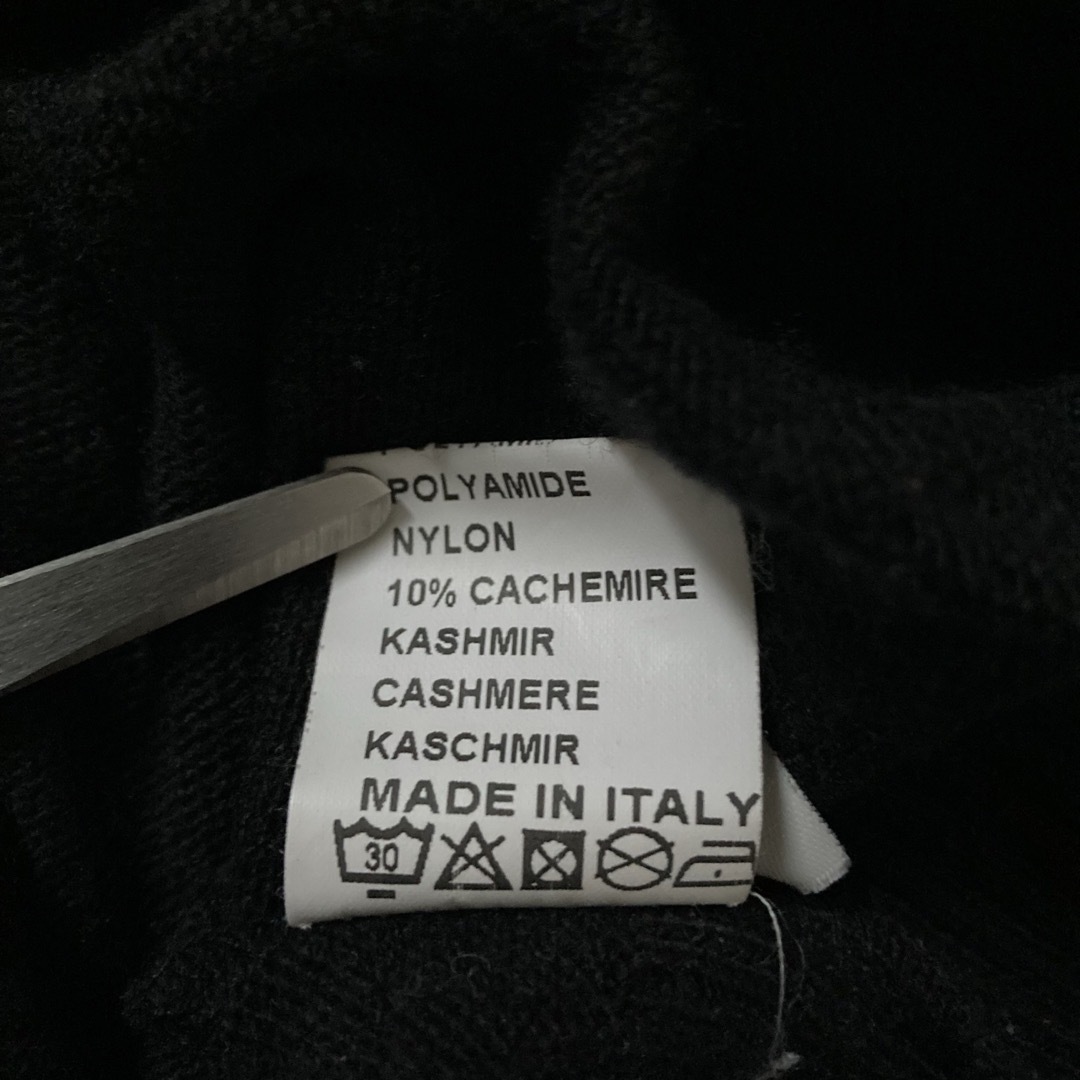 POLYAMIDE
NYLON
10% CACHEMIRE
KASHMIR
CASHMERE
KASCHMIR
MADE IN ITALY
30